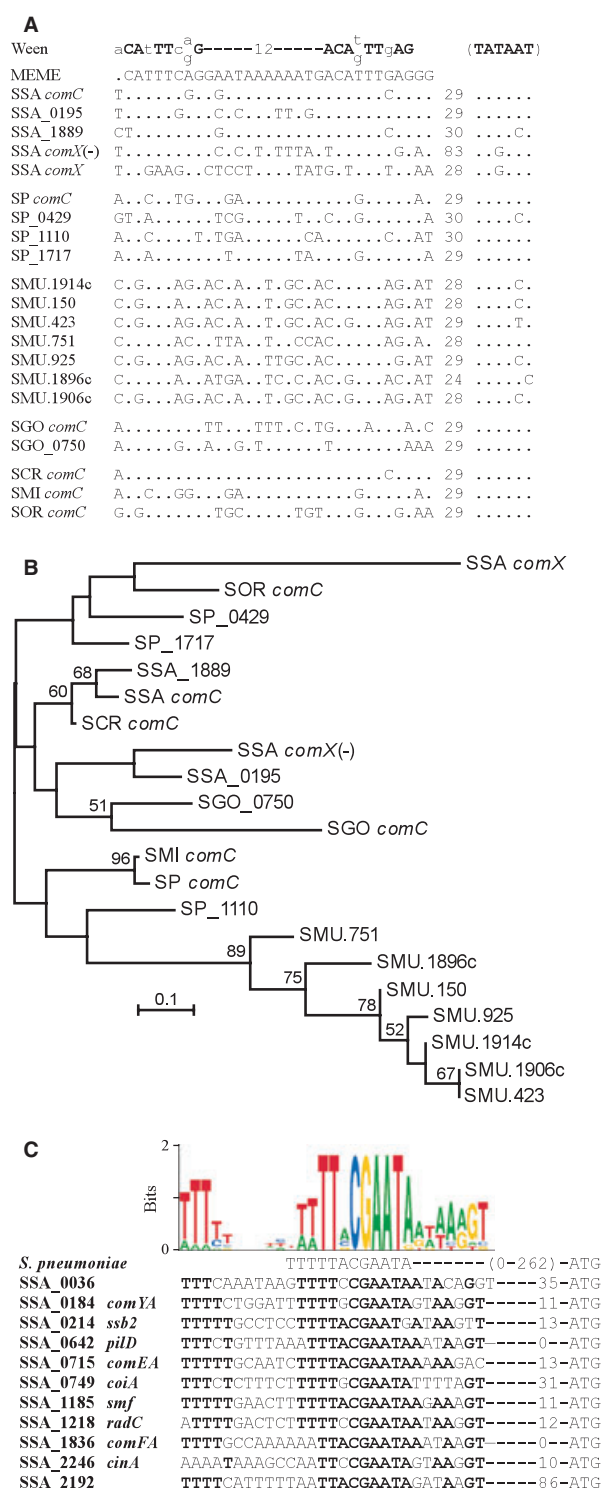 A
Ween aCAtTTcagG-----12-----ACAtgTTgAG (TATAAT)
MEME .CATTTCAGGAATAAAAAATGACATTTGAGGG
SSA comC T......G..G................C.... 29 ......
SSA_0195 T.....G...C.C...TT.G............ 29 ......
SSA_1889 CT.....G...................C.... 30 ....C.
SSA comX(-) T.........C.C.T.TTTA.T......G.A. 83 ..G...
SSA comX T..GAAG..CTCCT....TATG.T...T.AA. 28 ..G...
SP comC A.C...TG...GA...........G.....A. 29 ......
SP_0429 GT.A......TCG....T..C...G......A 30 ....C.
SP_1110 A..C....T.TGA......CA......C..AT 30 ......
SP_1717 A..A.......T......TA....G......A 29 ......
SMU.1914c C.G...AG.AC.A..T.GC.AC.....AG.AT 28 ....C.
SMU.150 C.G...AG.AC.A..T.GC.AC.....AG.AT 28 ....C.
SMU.423 C.G...AG.AC.A..T.GC.AC.G...AG.AT 29 ....T.
SMU.751 C.....AC..TTA..T..CCAC.....AG.A. 28 ......
SMU.925 C.G...AG.AC.A..TTGC.AC......G.AT 29 ....C.
SMU.1896c C.....A..ATGA..TC.C.AC.G...AC.AT 24 .....C
SMU.1906c C.G...AG.AC.A..T.GC.AC.G...AG.AT 29 ....C.
SGO comC A........TT...TTT.C.TG...A...A.C 29 ......
SGO_0750 A.....G..A.G.T.......T.......AAA 29 ......
SCR comC A..........................C.... 29 ......
SMI comC A..C..GG...GA...........G.....A. 29 ......
SOR comC G.G.......TGC.....TGT...G...G.AA 29 ......
B
SSA comX
SOR comC
SP_0429
SP_1717
68 SSA_1889
60 SSA comC
SCR comC
SSA comX(-)
SSA_0195
51 SGO_0750
SGO comC
96 SMI comC
SP comC
SP_1110
89 SMU.751
75 SMU.1896c
78 SMU.150
52 SMU.925
SMU.1914c
67 SMU.1906c
SMU.423
0.1
C
2
Bits
1
0
S. pneumoniae TTTTTACGAATA-------(0-262)-ATG
SSA_0036 TTTCAAATAAGTTTTCCGAATAATACAGGT-----35-ATG
SSA_0184 comYA TTTTCTGGATTTTTTGCGAATAGTAAGGT-----11-ATG
SSA_0214 ssb2 TTTTTGCCTCCTTTTTACGAATGATAAGTT-----13-ATG
SSA_0642 pilD TTTCTGTTTAAATTTACGAATAAATAAGT------0-ATG
SSA_0715 comEA TTTTTGCAATCTTTTACGAATAAAAAGAC-----13-ATG
SSA_0749 coiA TTTCTCTTTCTTTTTGCGAATATTTTAGT-----31-ATG
SSA_1185 smf TTTTTGAACTTTTTTACGAATAAGAAAGT-----11-ATG
SSA_1218 radC ATTTTGACTCTTTTTCCGAATAATAAGGT-----12-ATG
SSA_1836 comFA TTTTGCCAAAAAATTACGAATAAATAAGT------0-ATG
SSA_2246 cinA AAAATAAAGCCAATTCCGAATAATAAGGT-----10-ATG
SSA_2192 TTTTCATTTTTAATTACGAATAGATAAGT-----86-ATG